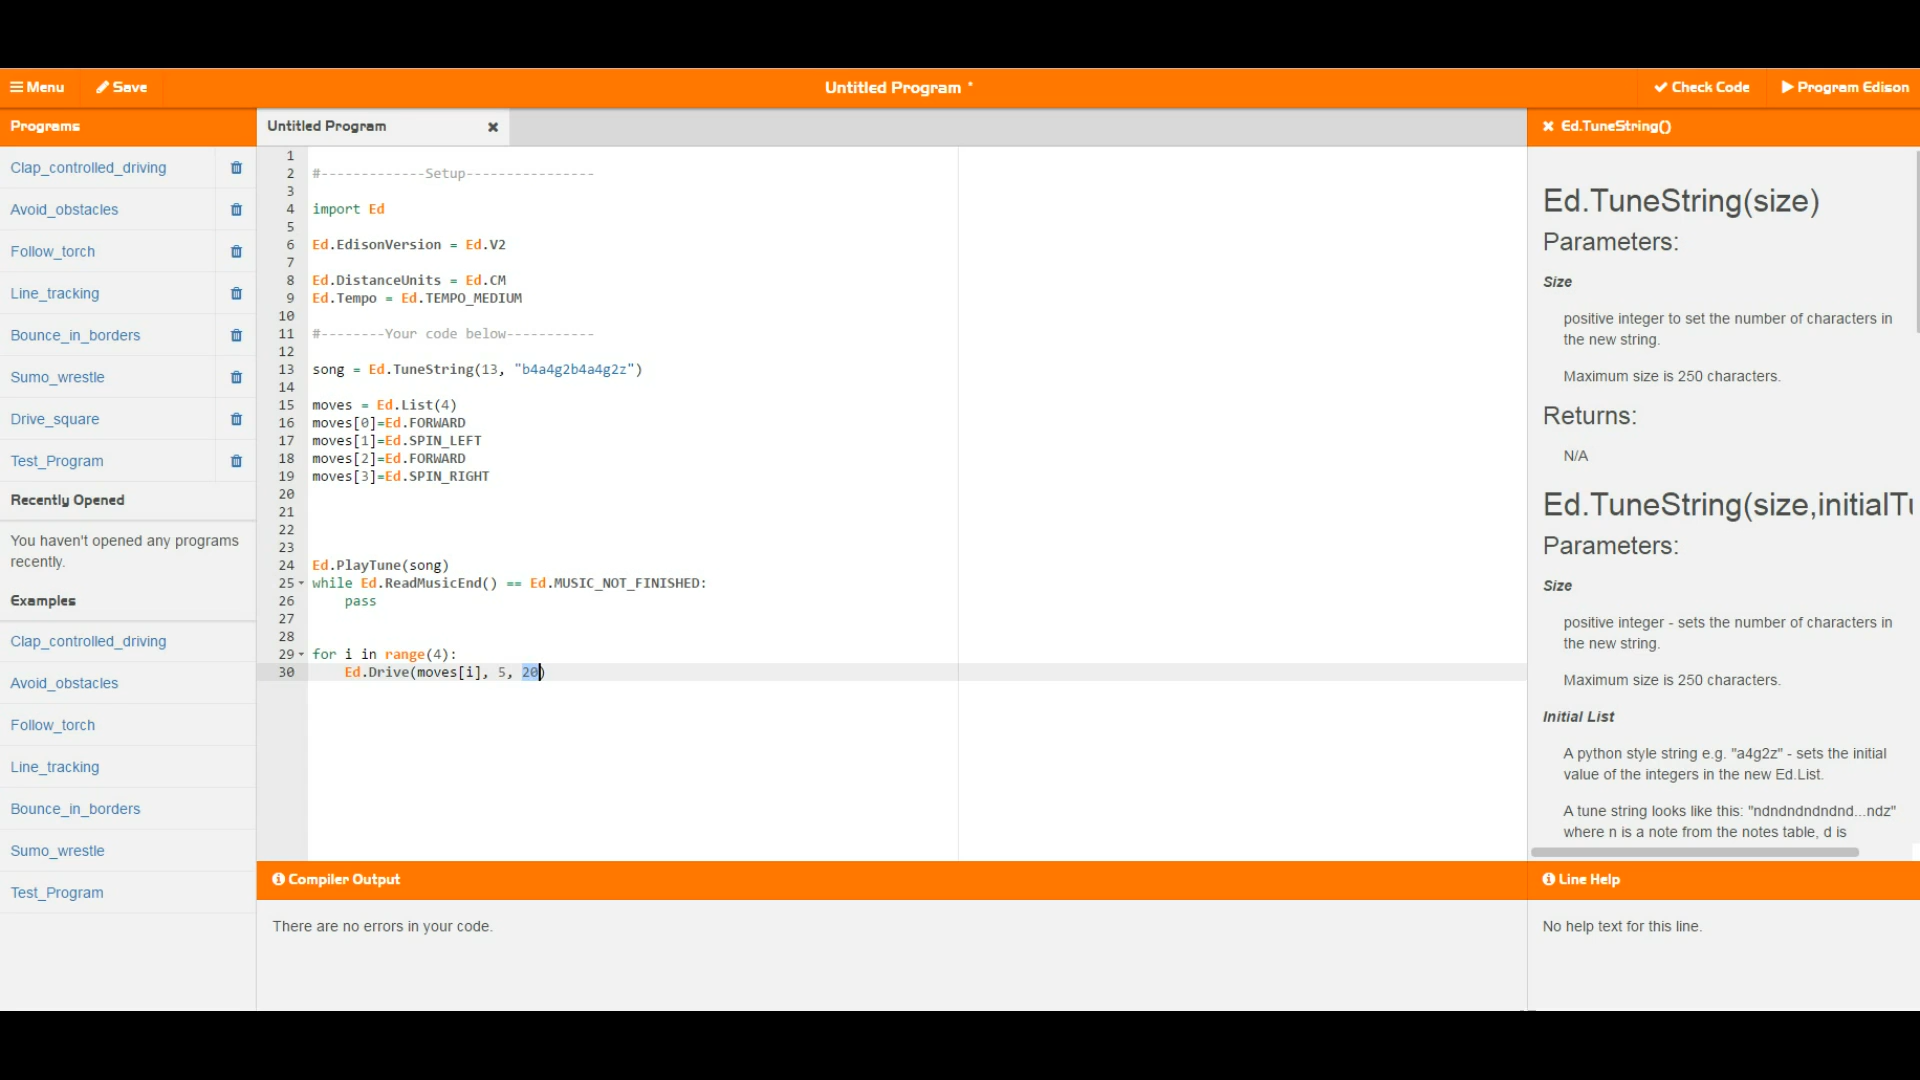 Menu
Save
Untitled Program *
Check Code
Program Edison
Programs
Clap_controlled_driving
Avoid_obstacles
Follow_torch
Line_tracking
Bounce_in_borders
Sumo_wrestle
Drive_square
Test_Program
Recently Opened
You haven't opened any programs
recently.
Examples
Clap_controlled_driving
Avoid_obstacles
Follow_torch
Line_tracking
Bounce_in_borders
Sumo_wrestle
Test_Program
Untitled Program
1
2 #-------------Setup----------------
3
4 import Ed
5
6 Ed.EdisonVersion = Ed.V2
7
8 Ed.DistanceUnits = Ed.CM
9 Ed.Tempo = Ed.TEMPO_MEDIUM
10
11 #--------Your code below-----------
12
13 song = Ed.TuneString(13, "b4a4g2b4a4g2z")
14
15 moves = Ed.List(4)
16 moves[0]=Ed.FORWARD
17 moves[1]=Ed.SPIN_LEFT
18 moves[2]=Ed.FORWARD
19 moves[3]=Ed.SPIN_RIGHT
20
21
22
23
24 Ed.PlayTune(song)
25 while Ed.ReadMusicEnd() == Ed.MUSIC_NOT_FINISHED:
26 pass
27
28
29 for i in range(4):
30 Ed.Drive(moves[i], 5, 20)
Compiler Output
There are no errors in your code.
Ed.TuneString()
Ed.TuneString(size)
Parameters:
Size
positive integer to set the number of characters in
the new string.
Maximum size is 250 characters.
Returns:
N/A
Ed.TuneString(size,initialTu
Parameters:
Size
positive integer - sets the number of characters in
the new string.
Maximum size is 250 characters.
Initial List
A python style string e.g. "a4g2z" - sets the initial
value of the integers in the new Ed.List.
A tune string looks like this: "ndndndndndnd...ndz"
where n is a note from the notes table, d is
Line Help
No help text for this line.